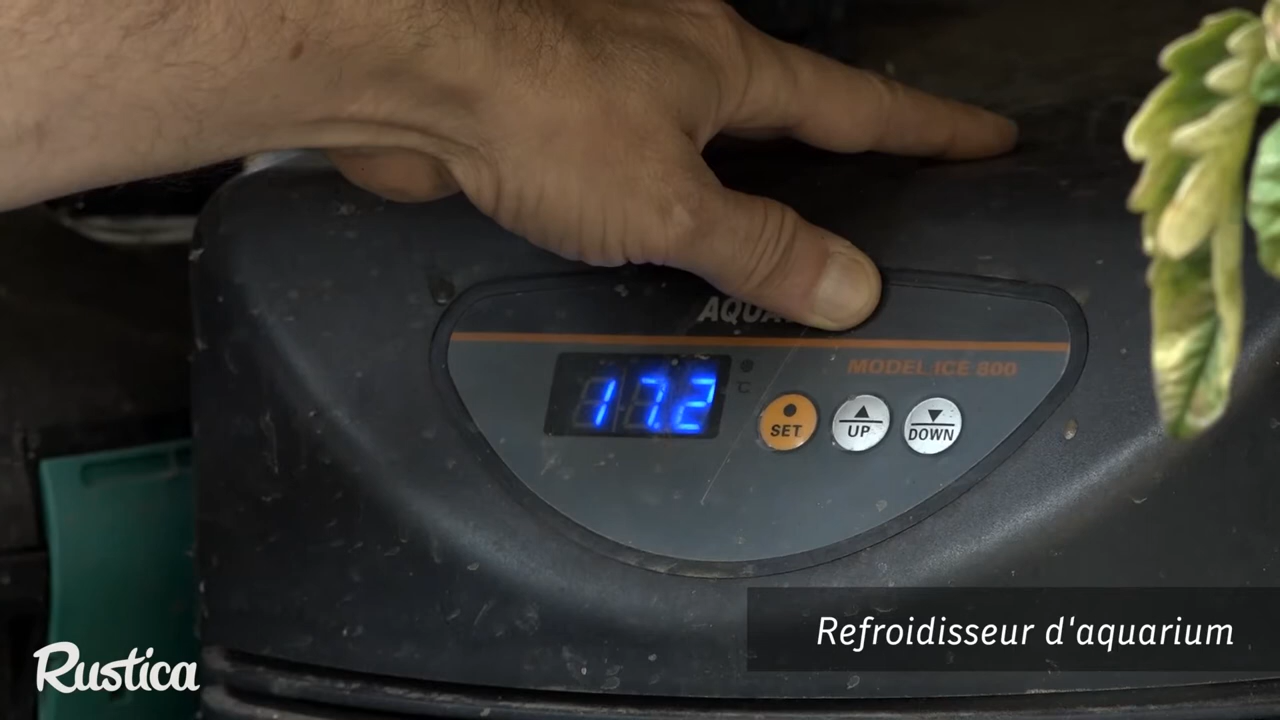 MODEL ICE 800
17.2
°C
SET
UP
DOWN
Refroidisseur d'aquarium
Rustica